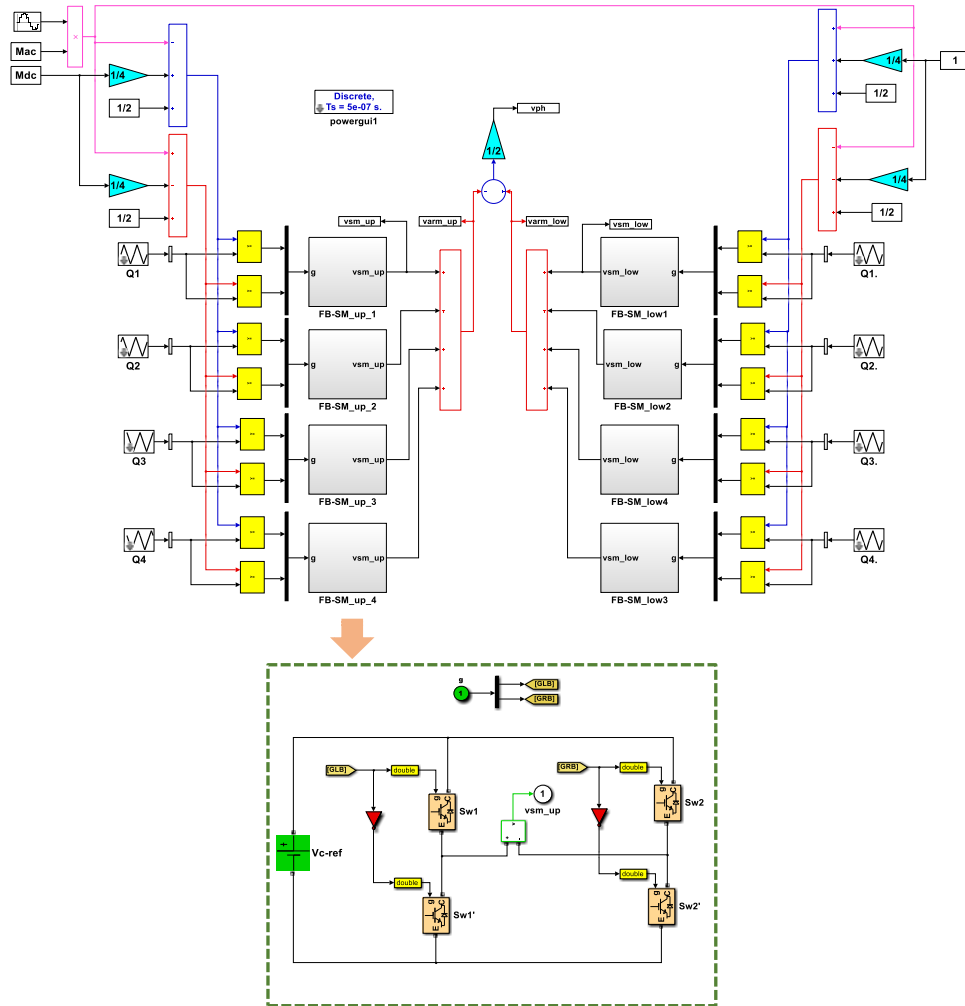 Mac
Mdc
1/4
1/2
1/4
1/2
Discrete,
Ts = 5e-07 s.
powergui1
vph
1/2
1/4
1
1/2
1/4
1/2
vsm_up
varm_up
varm_low
vsm_low
Q1
g
vsm_up
FB-SM_up_1
vsm_low
g
FB-SM_low1
Q1.
Q2
g
vsm_up
FB-SM_up_2
vsm_low
g
FB-SM_low2
Q2.
Q3
g
vsm_up
FB-SM_up_3
vsm_low
g
FB-SM_low4
Q3.
Q4
g
vsm_up
FB-SM_up_4
vsm_low
g
FB-SM_low3
Q4.
g
1
[GLB]
[GRB]
[GLB]
double
g
C
E
Sw1
1
vsm_up
[GRB]
double
g
C
E
Sw2
Vc-ref
double
g
C
E
Sw1'
double
g
C
E
Sw2'